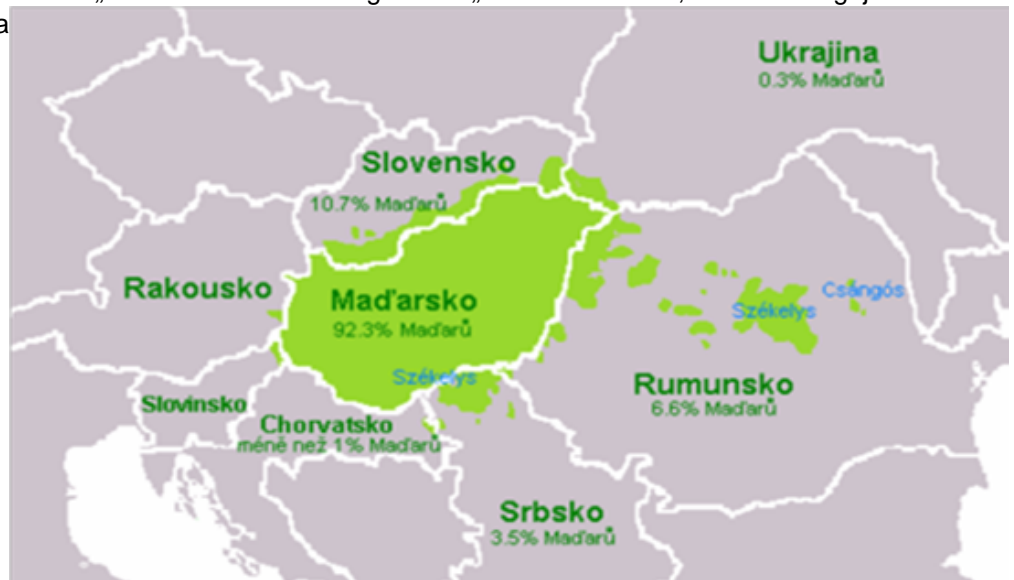 a
Ukrajina
0.3% Maďarů
Slovensko
10.7% Maďarů
Rakousko
Maďarsko
92.3% Maďarů
Csángós
Székelys
Székelys
Rumunsko
6.6% Maďarů
Slovinsko
Chorvatsko
méně než 1% Maďarů
Srbsko
3.5% Maďarů